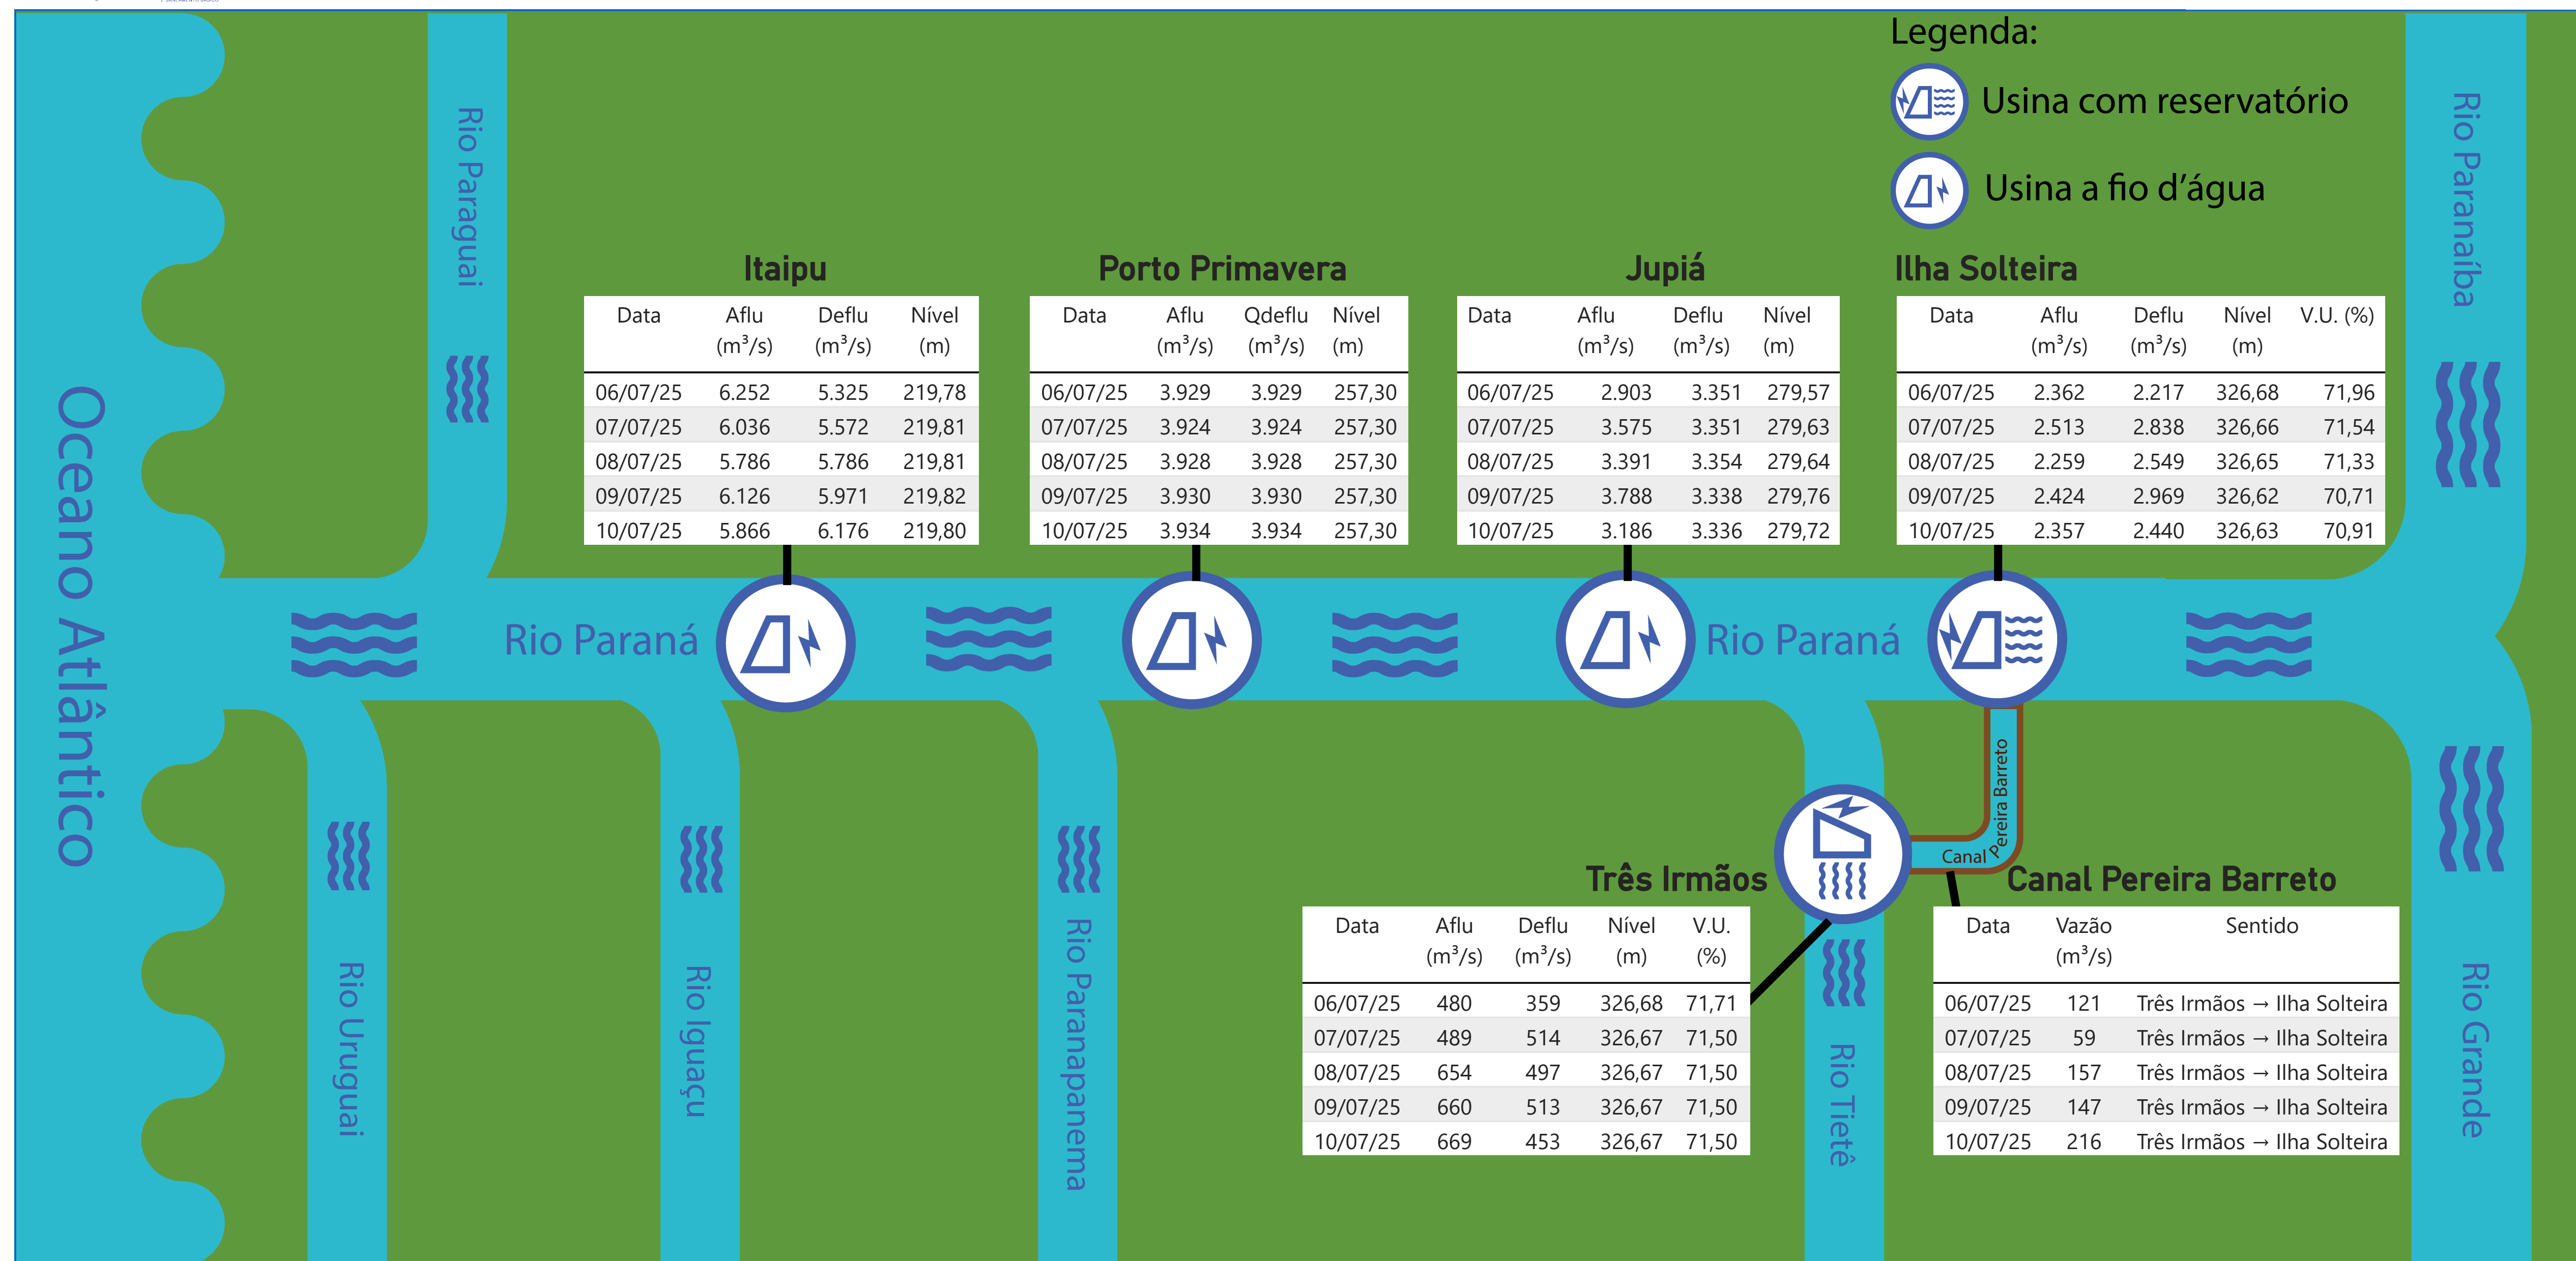 Legenda:
Usina com reservatório
Usina a fio d'água
Rio Paraguai
Rio Paranaíba
Oceano Atlântico
Itaipu
Data Aflu Deflu Nível
(m³/s) (m³/s) (m)
06/07/25 6.252 5.325 219,78
07/07/25 6.036 5.572 219,81
08/07/25 5.786 5.786 219,81
09/07/25 6.126 5.971 219,82
10/07/25 5.866 6.176 219,80
Porto Primavera
Data Aflu Qdeflu Nível
(m³/s) (m³/s) (m)
06/07/25 3.929 3.929 257,30
07/07/25 3.924 3.924 257,30
08/07/25 3.928 3.928 257,30
09/07/25 3.930 3.930 257,30
10/07/25 3.934 3.934 257,30
Jupiá
Data Aflu Deflu Nível
(m³/s) (m³/s) (m)
06/07/25 2.903 3.351 279,57
07/07/25 3.575 3.351 279,63
08/07/25 3.391 3.354 279,64
09/07/25 3.788 3.338 279,76
10/07/25 3.186 3.336 279,72
Ilha Solteira
Data Aflu Deflu Nível V.U. (%)
(m³/s) (m³/s) (m)
06/07/25 2.362 2.217 326,68 71,96
07/07/25 2.513 2.838 326,66 71,54
08/07/25 2.259 2.549 326,65 71,33
09/07/25 2.424 2.969 326,62 70,71
10/07/25 2.357 2.440 326,63 70,91
Rio Paraná
Rio Paraná
Canal Pereira Barreto
Três Irmãos
Data Aflu Deflu Nível V.U.
(m³/s) (m³/s) (m) (%)
06/07/25 480 359 326,68 71,71
07/07/25 489 514 326,67 71,50
08/07/25 654 497 326,67 71,50
09/07/25 660 513 326,67 71,50
10/07/25 669 453 326,67 71,50
Canal Pereira Barreto
Data Vazão Sentido
(m³/s)
06/07/25 121 Três Irmãos → Ilha Solteira
07/07/25 59 Três Irmãos → Ilha Solteira
08/07/25 157 Três Irmãos → Ilha Solteira
09/07/25 147 Três Irmãos → Ilha Solteira
10/07/25 216 Três Irmãos → Ilha Solteira
Rio Uruguai
Rio Iguaçu
Rio Paranapanema
Rio Tietê
Rio Grande